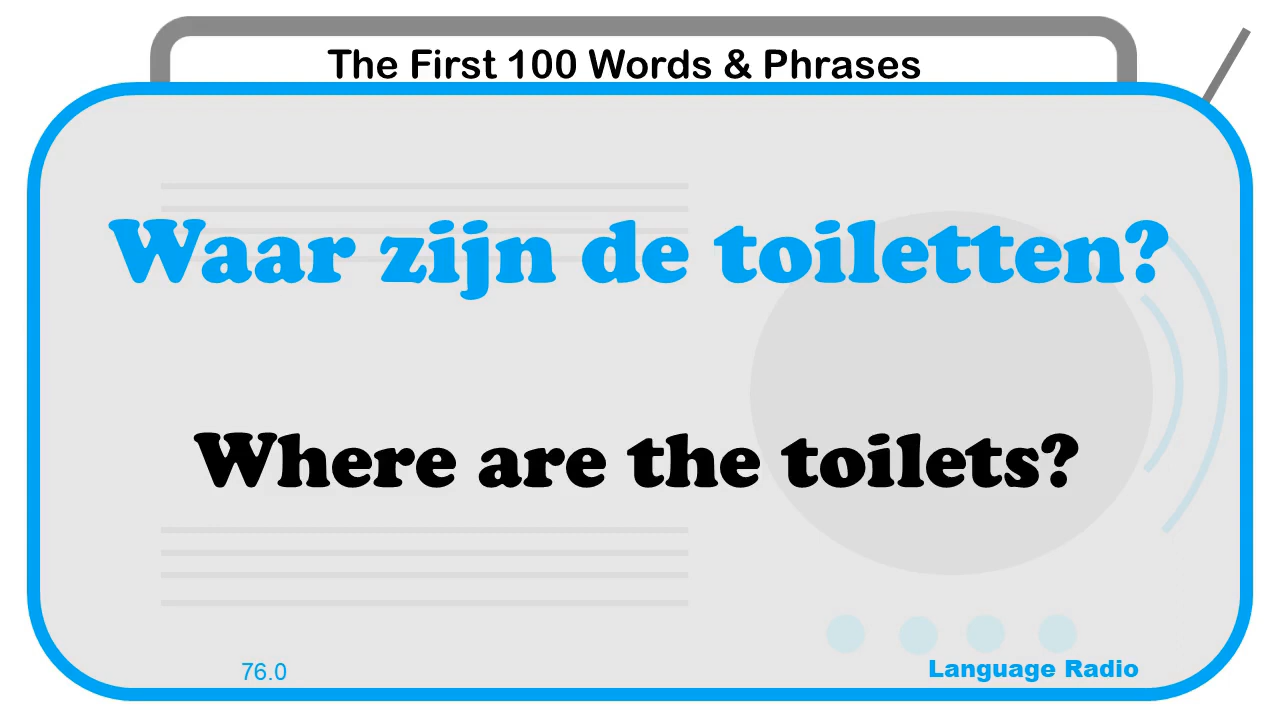 The First 100 Words & Phrases
Waar zijn de toiletten?
Where are the toilets?
76.0
Language Radio